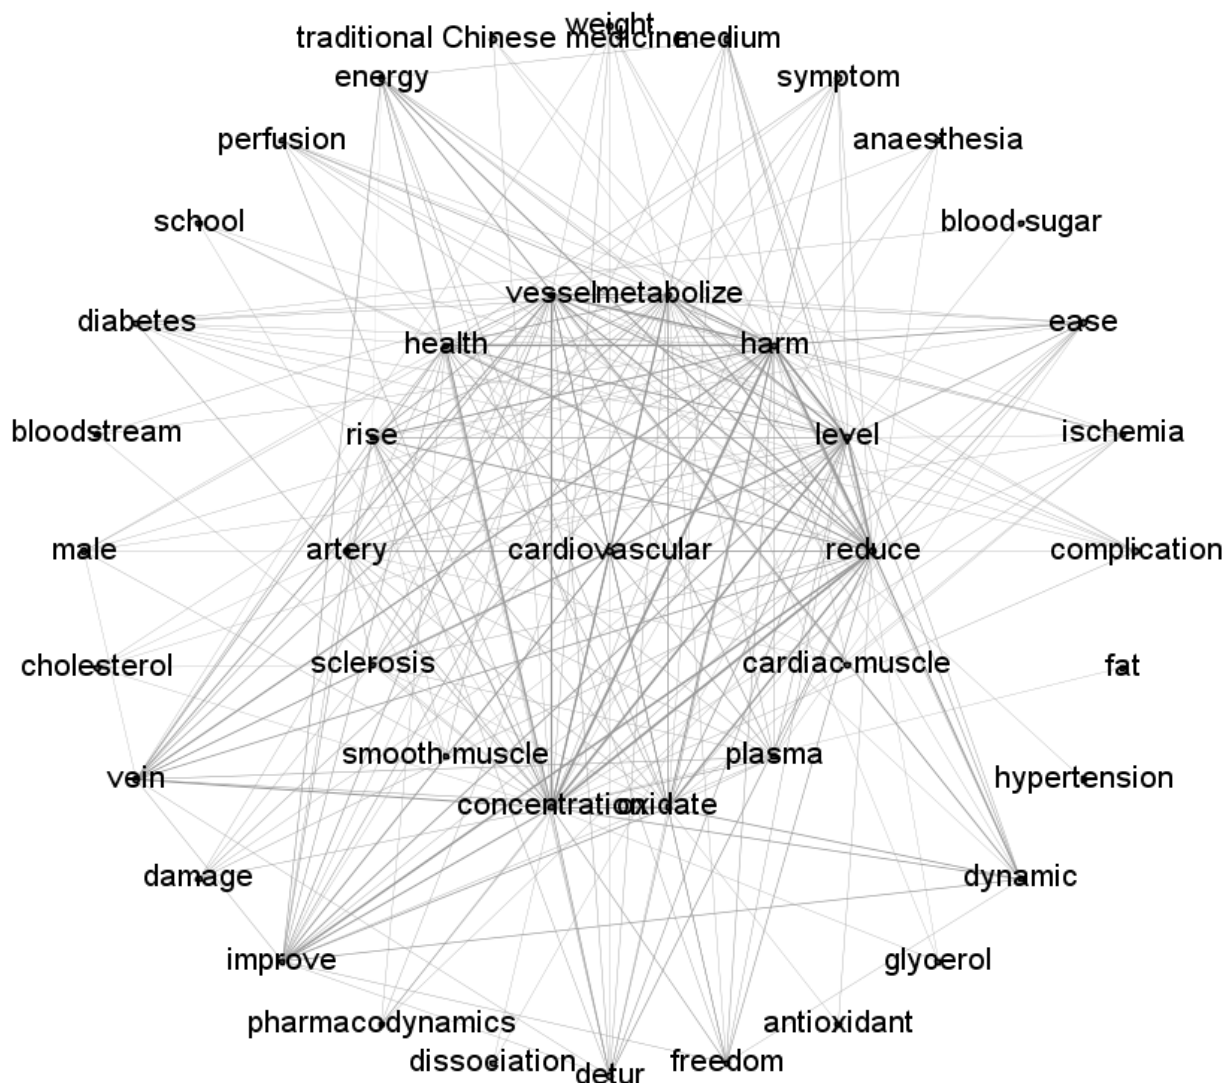 weight
traditional Chinese medicine
medium
energy
symptom
perfusion
anaesthesia
school
blood sugar
vessel
metabolize
diabetes
ease
health
harm
bloodstream
rise
level
ischemia
male
artery
cardiovascular
reduce
complication
cholesterol
sclerosis
cardiac muscle
fat
smooth muscle
plasma
vein
hypertension
concentration
oxidate
damage
dynamic
improve
glycerol
pharmacodynamics
antioxidant
dissociation
freedom
detur